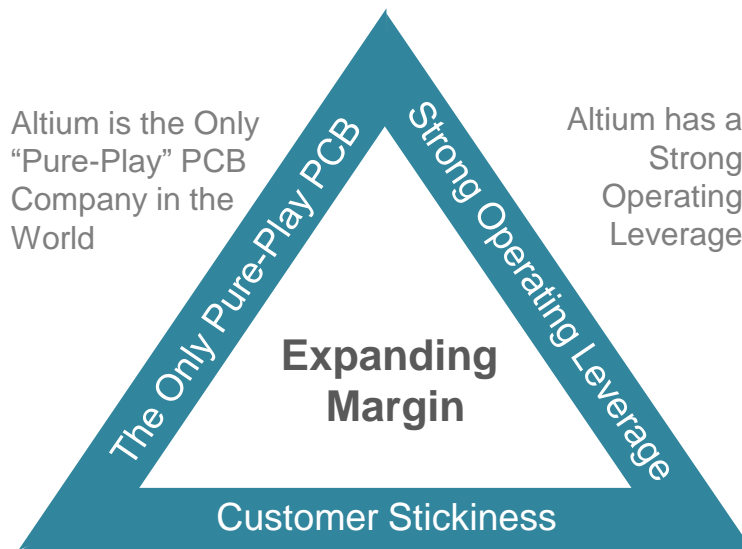 Altium is the Only
“Pure-Play” PCB
Company in the
World
The Only Pure-Play PCB
Strong Operating Leverage
Altium has a
Strong
Operating
Leverage
Expanding
Margin
Customer Stickiness